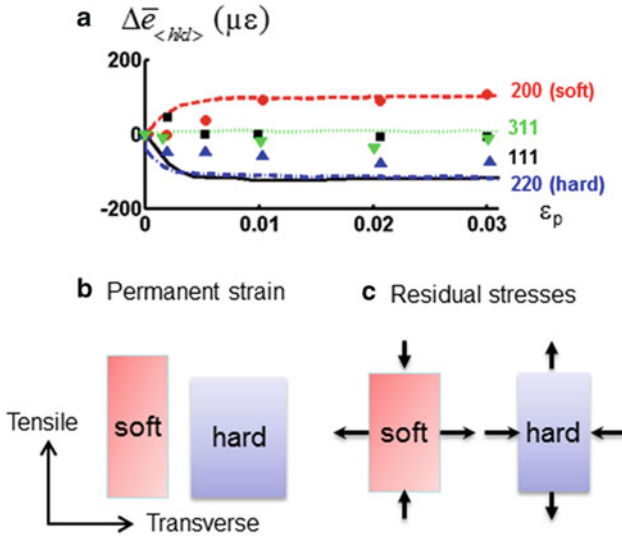 a Δe̅<hkl> (με)
200
0
-200
0 0.01 0.02 0.03 εp
200 (soft)
311
111
220 (hard)
b Permanent strain
c Residual stresses
soft hard
soft hard
Tensile
Transverse